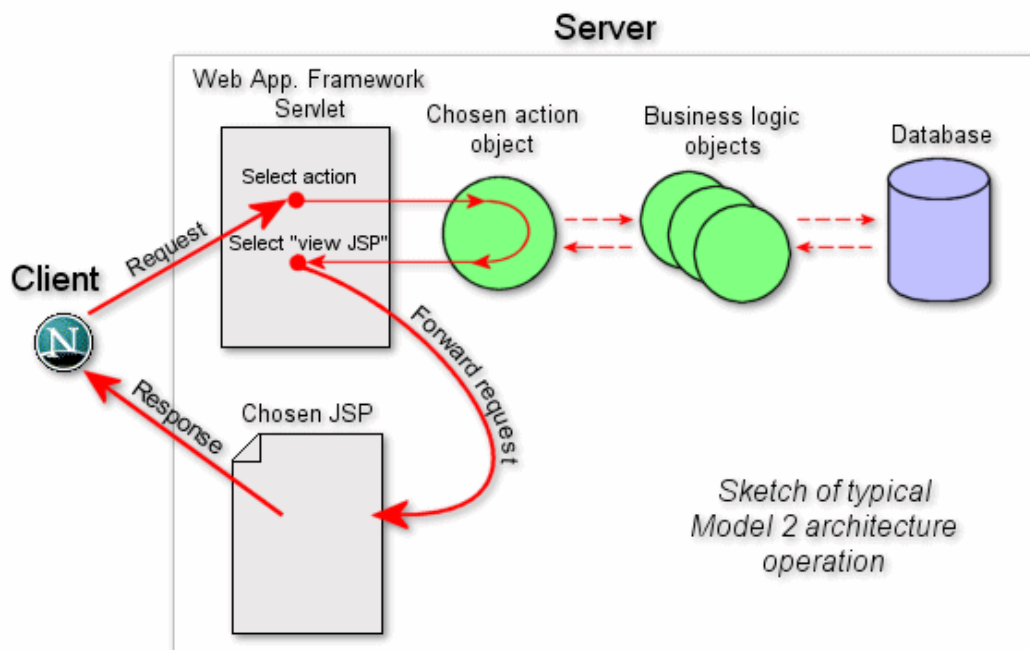 Server
Web App. Framework
Servlet
Chosen action
object
Business logic
objects
Database
Select action
Select "view JSP"
Request
Client
N
Forward request
Response
Chosen JSP
Sketch of typical
Model 2 architecture
operation